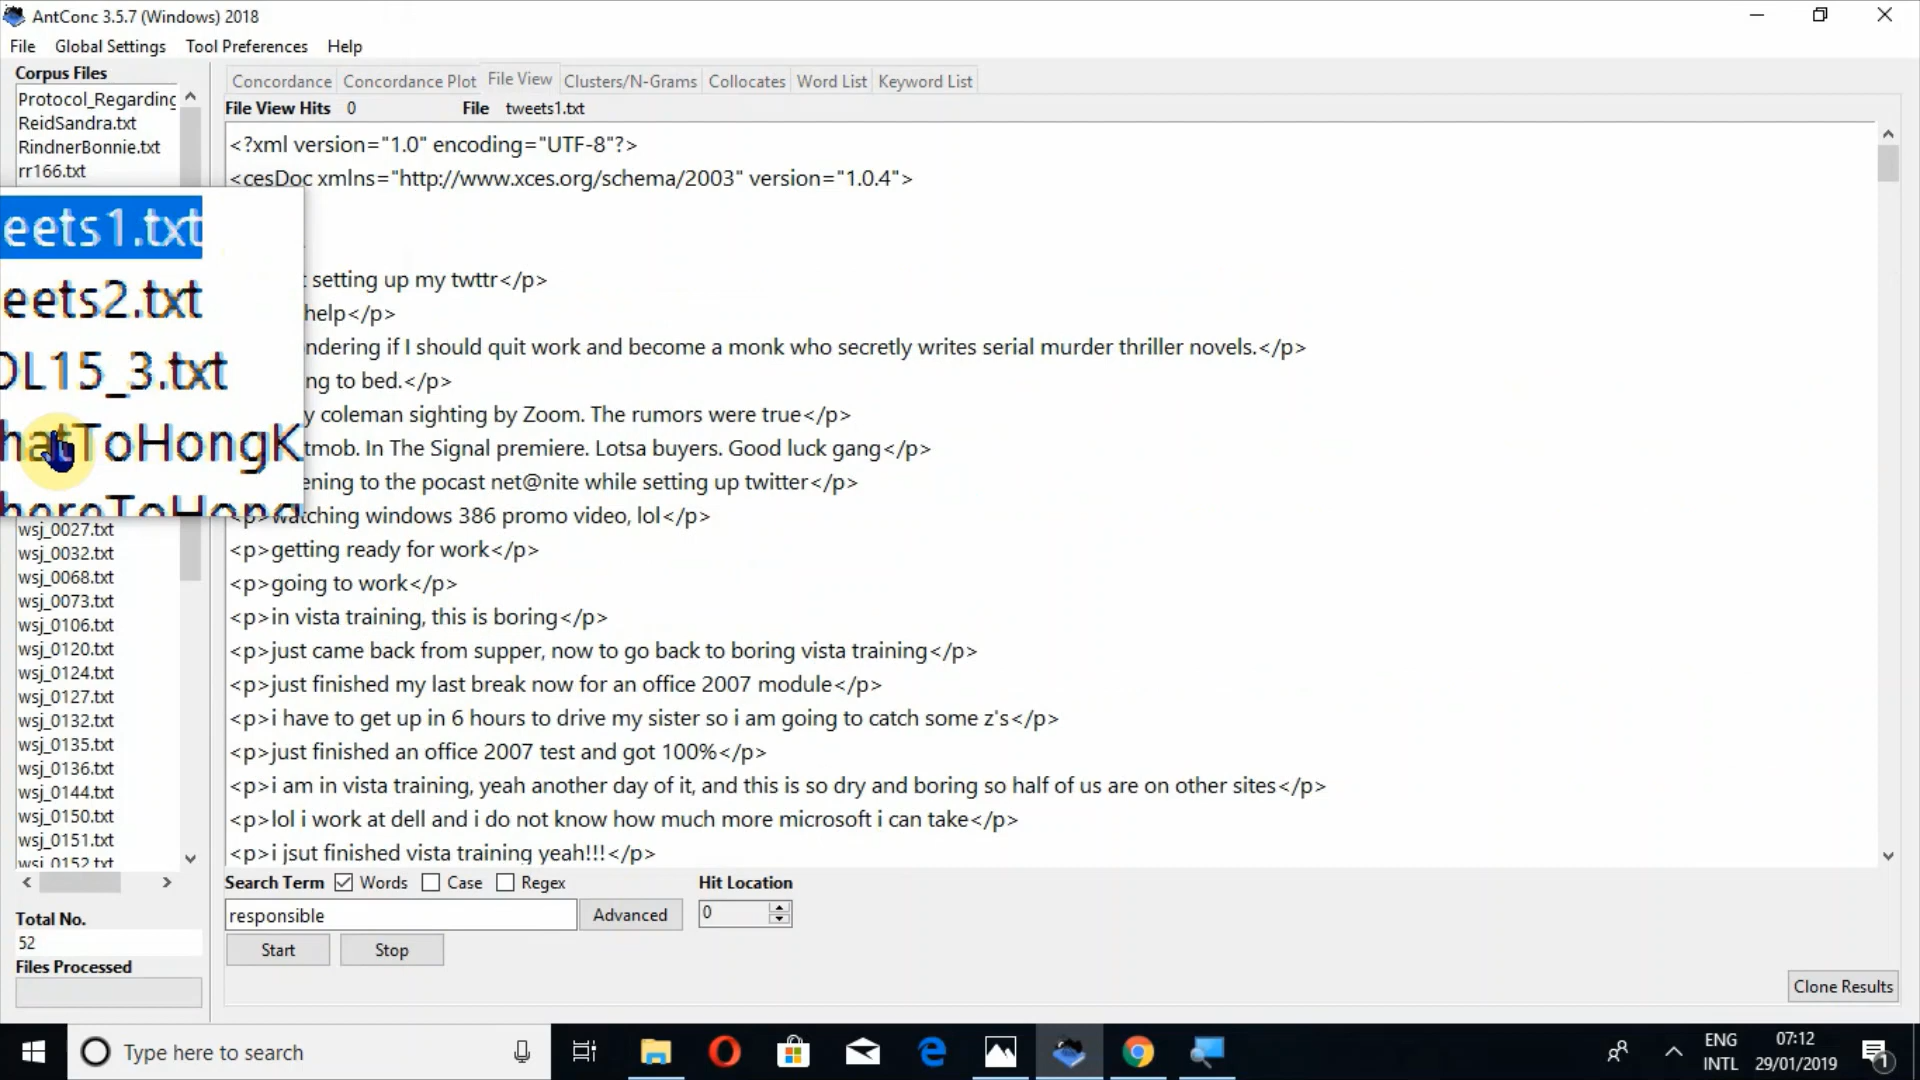 AntConc 3.5.7 (Windows) 2018
File Global Settings Tool Preferences Help
Corpus Files
Protocol_Regarding
ReidSandra.txt
RindnerBonnie.txt
rr166.txt
eets1.txt
eets2.txt
DL15_3.txt
hatToHongK
hereToHong
wsj_0027.txt
wsj_0032.txt
wsj_0068.txt
wsj_0073.txt
wsj_0106.txt
wsj_0120.txt
wsj_0124.txt
wsj_0127.txt
wsj_0132.txt
wsj_0135.txt
wsj_0136.txt
wsj_0144.txt
wsj_0150.txt
wsj_0151.txt
wsj_0152.txt
Total No.
52
Files Processed
Concordance Concordance Plot File View Clusters/N-Grams Collocates Word List Keyword List
File View Hits 0 File tweets1.txt
<?xml version="1.0" encoding="UTF-8"?>
<cesDoc xmlns="http://www.xces.org/schema/2003" version="1.0.4">
setting up my twttr</p>
help</p>
ndering if I should quit work and become a monk who secretly writes serial murder thriller novels.</p>
ng to bed.</p>
y coleman sighting by Zoom. The rumors were true</p>
tmob. In The Signal premiere. Lotsa buyers. Good luck gang</p>
ening to the pocast net@nite while setting up twitter</p>
<p>watching windows 386 promo video, lol</p>
<p>getting ready for work</p>
<p>going to work</p>
<p>in vista training, this is boring</p>
<p>just came back from supper, now to go back to boring vista training</p>
<p>just finished my last break now for an office 2007 module</p>
<p>i have to get up in 6 hours to drive my sister so i am going to catch some z's</p>
<p>just finished an office 2007 test and got 100%</p>
<p>i am in vista training, yeah another day of it, and this is so dry and boring so half of us are on other sites</p>
<p>lol i work at dell and i do not know how much more microsoft i can take</p>
<p>i jsut finished vista training yeah!!!</p>
Search Term Words Case Regex Hit Location
responsible Advanced 0
Start Stop
Clone Results
Type here to search
ENG
INTL
07:12
29/01/2019
1